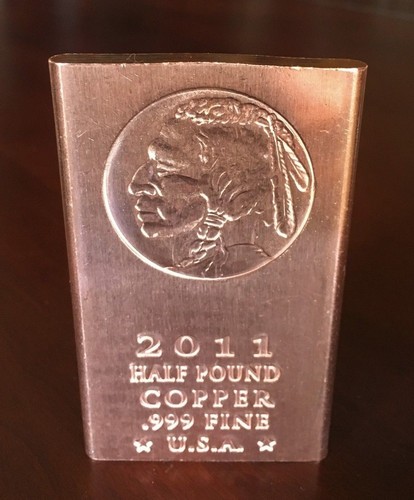 2011
HALF POUND
COPPER
.999 FINE
★ U.S.A. ★